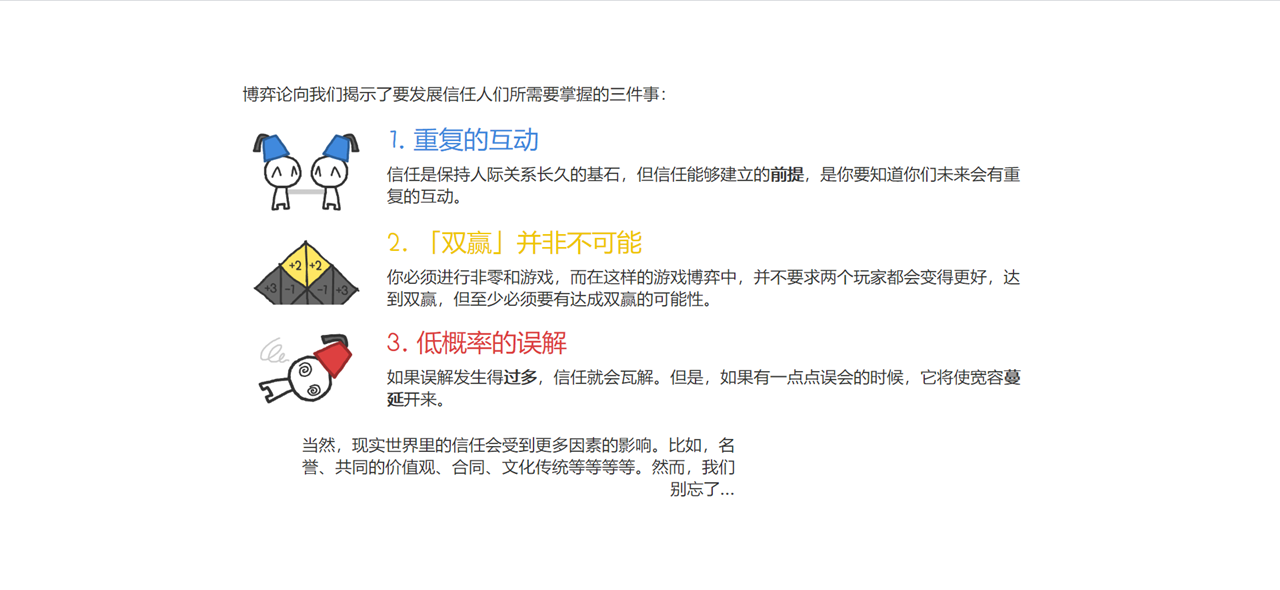 博弈论向我们揭示了要发展信任人们所需要掌握的三件事：
1. 重复的互动
信任是保持人际关系长久的基石，但信任能够建立的前提，是你要知道你们未来会有重
复的互动。
2. 「双赢」并非不可能
+2 +2
+3 -1 -1 +3
你必须进行非零和游戏，而在这样的游戏博弈中，并不要求两个玩家都会变得更好，达
到双赢，但至少必须要有达成双赢的可能性。
3. 低概率的误解
如果误解发生得过多，信任就会瓦解。但是，如果有一点点误会的时候，它将使宽容蔓
延开来。
当然，现实世界里的信任会受到更多因素的影响。比如，名
誉、共同的价值观、合同、文化传统等等等等。然而，我们
别忘了...